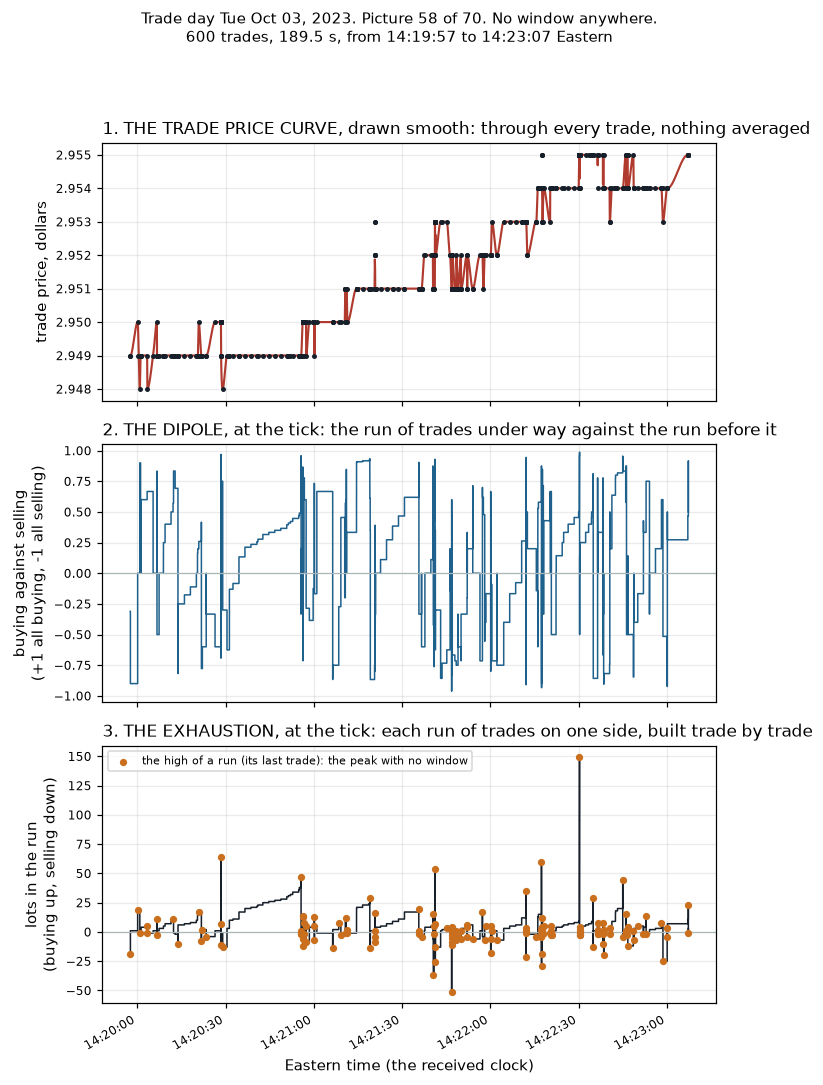 Trade day Tue Oct 03, 2023. Picture 58 of 70. No window anywhere.
600 trades, 189.5 s, from 14:19:57 to 14:23:07 Eastern
1. THE TRADE PRICE CURVE, drawn smooth: through every trade, nothing averaged
2.955
2.954
2.953
2.952
2.951
2.950
2.949
2.948
trade price, dollars
2. THE DIPOLE, at the tick: the run of trades under way against the run before it
1.00
0.75
0.50
0.25
0.00
−0.25
−0.50
−0.75
−1.00
buying against selling
(+1 all buying, -1 all selling)
3. THE EXHAUSTION, at the tick: each run of trades on one side, built trade by trade
the high of a run (its last trade): the peak with no window
150
125
100
75
50
25
0
−25
−50
lots in the run
(buying up, selling down)
14:20:00
14:20:30
14:21:00
14:21:30
14:22:00
14:22:30
14:23:00
Eastern time (the received clock)